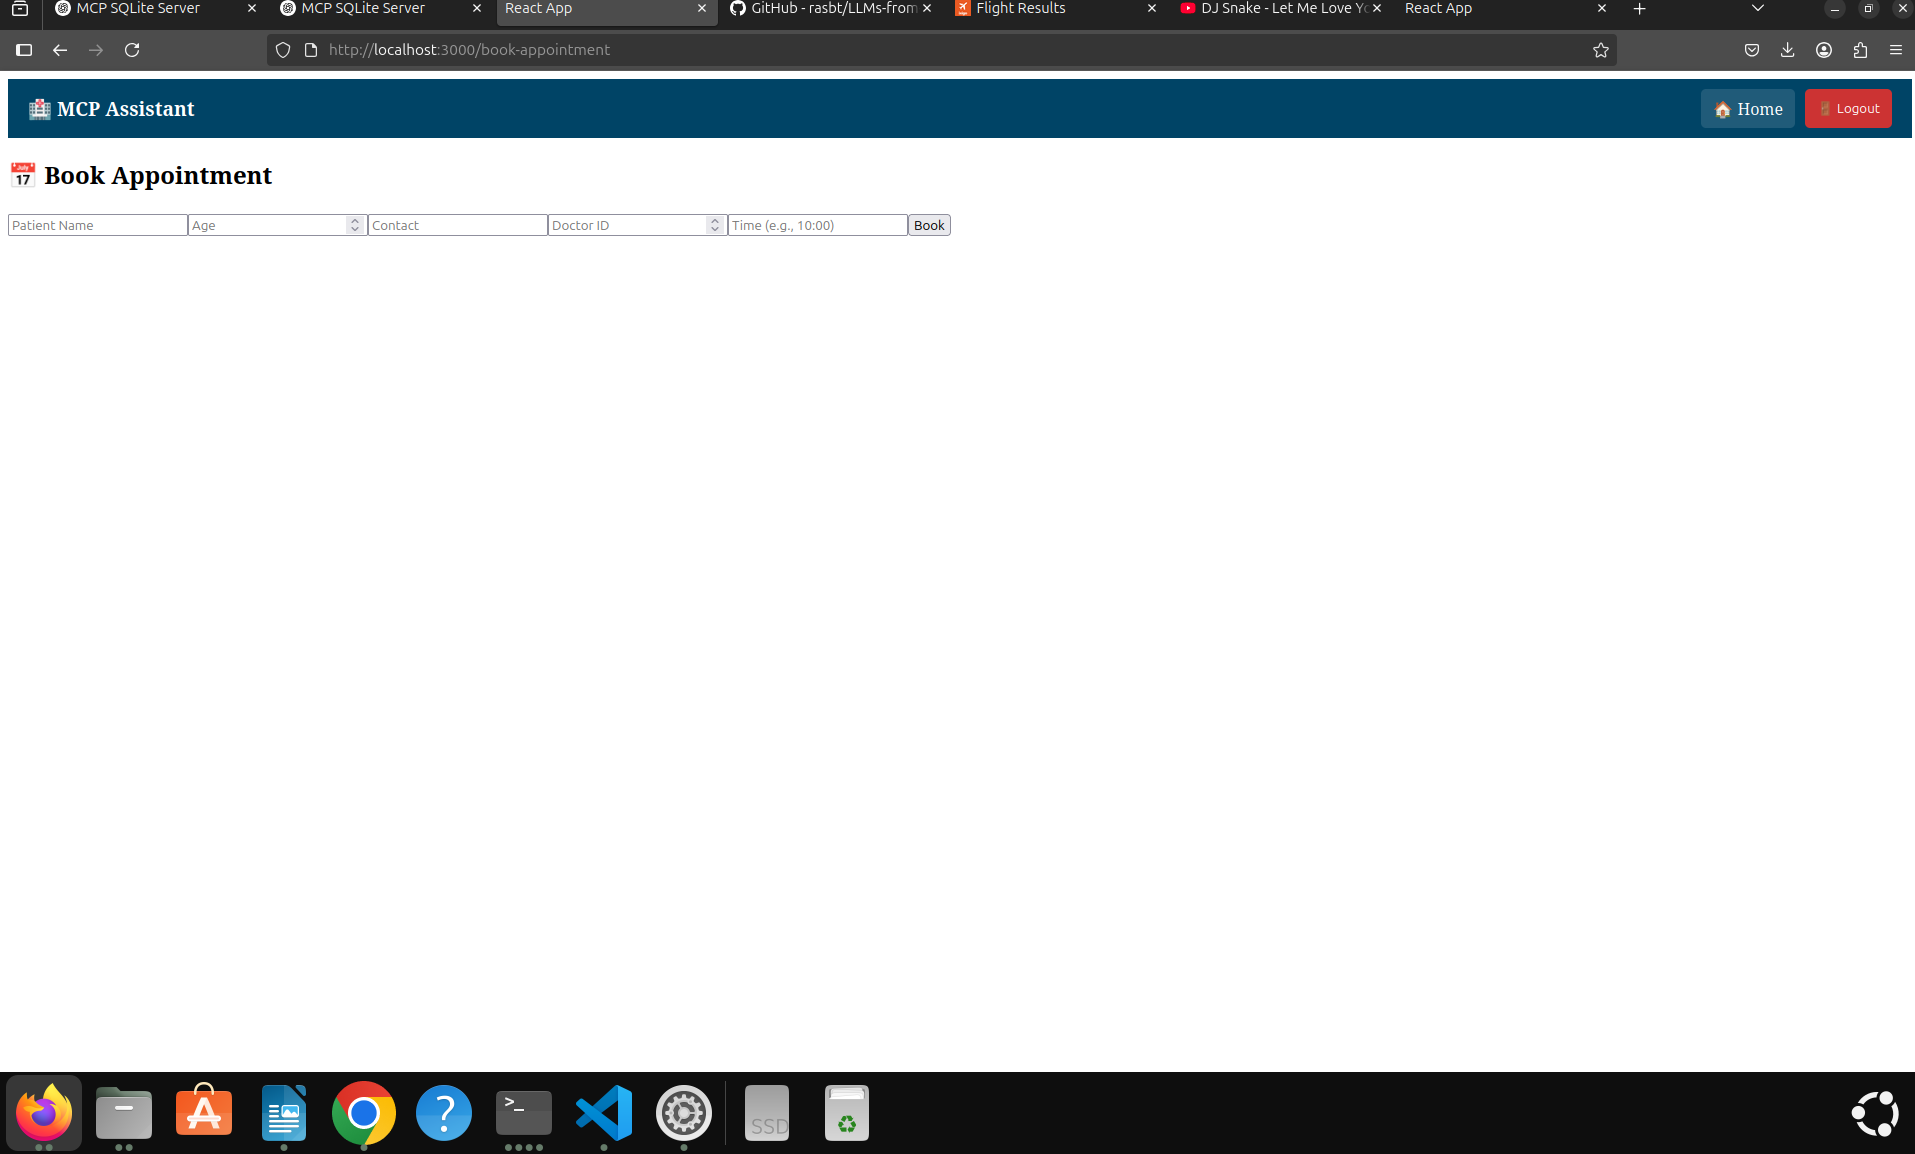 MCP SQLite Server
MCP SQLite Server
React App
GitHub - rasbt/LLMs-from
Flight Results
DJ Snake - Let Me Love Yo
React App
http://localhost:3000/book-appointment
MCP Assistant
Home
Logout
July
17
Book Appointment
Patient Name
Age
Contact
Doctor ID
Time (e.g., 10:00)
Book
?
>_
SSD